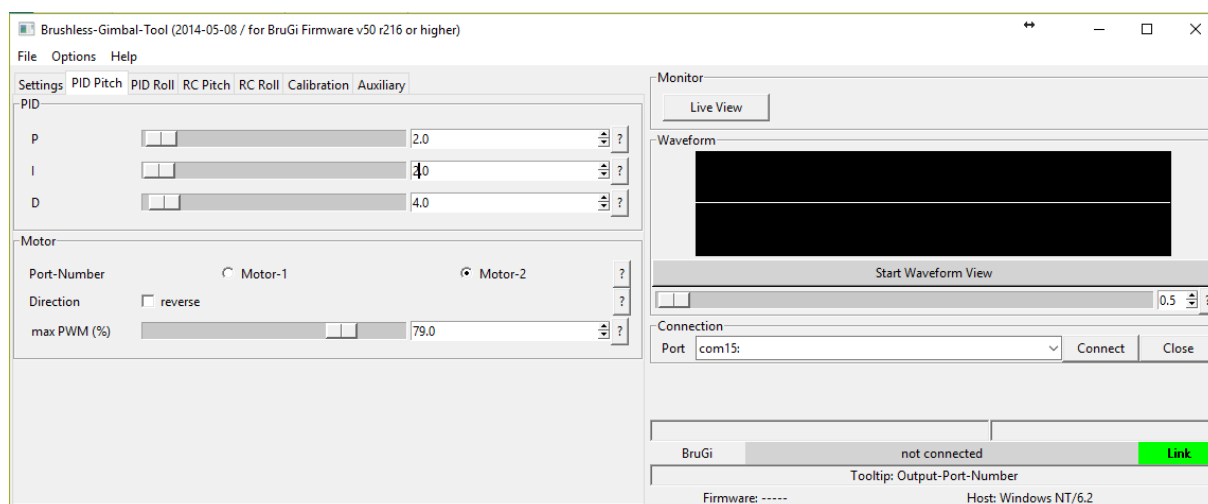 Brushless-Gimbal-Tool (2014-05-08 / for BruGi Firmware v50 r216 or higher)
File Options Help
Settings PID Pitch PID Roll RC Pitch RC Roll Calibration Auxiliary
PID
P 2.0 ?
I 2.0 ?
D 4.0 ?
Motor
Port-Number Motor-1 Motor-2 ?
Direction reverse ?
max PWM (%) 79.0 ?
Monitor
Live View
Waveform
Start Waveform View
0.5 ?
Connection
Port com15: Connect Close
BruGi not connected Link
Tooltip: Output-Port-Number
Firmware: ----- Host: Windows NT/6.2